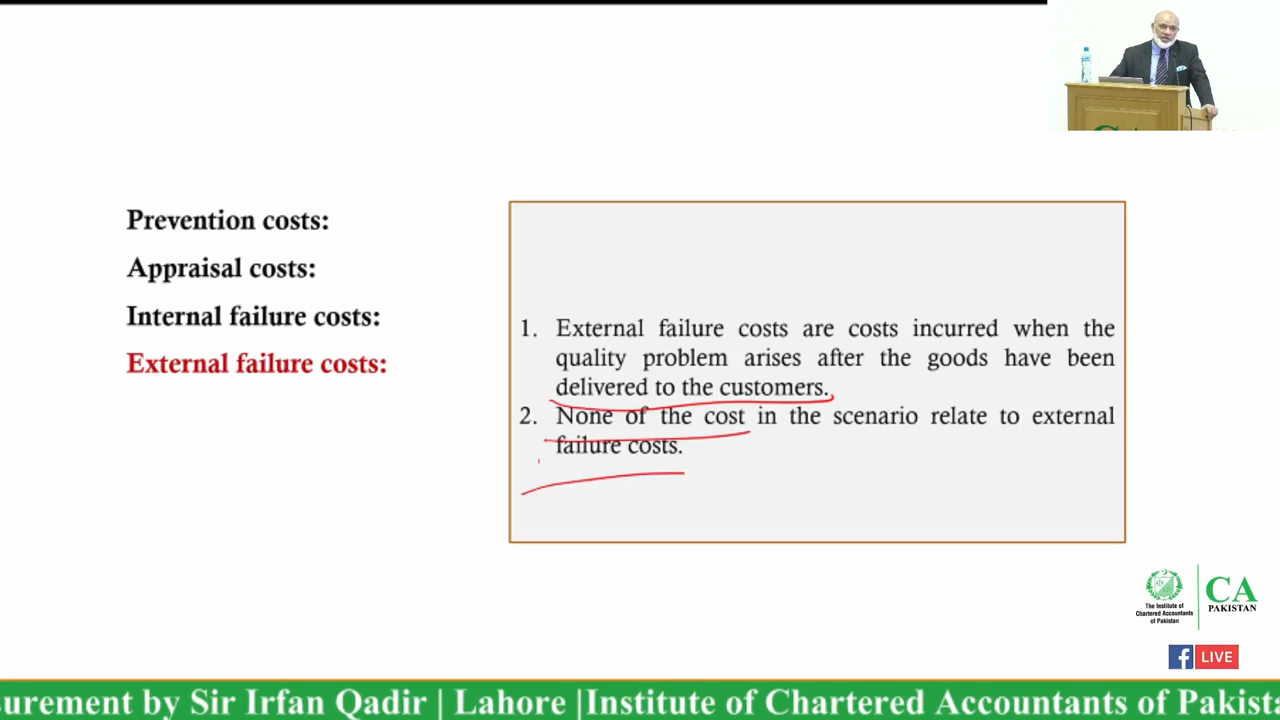 Prevention costs:
Appraisal costs:
Internal failure costs:
External failure costs:
1. External failure costs are costs incurred when the
quality problem arises after the goods have been
delivered to the customers.
2. None of the cost in the scenario relate to external
failure costs.
The Institute of
Chartered Accountants
of Pakistan
CA
PAKISTAN
f LIVE
surement by Sir Irfan Qadir | Lahore |Institute of Chartered Accountants of Pakista